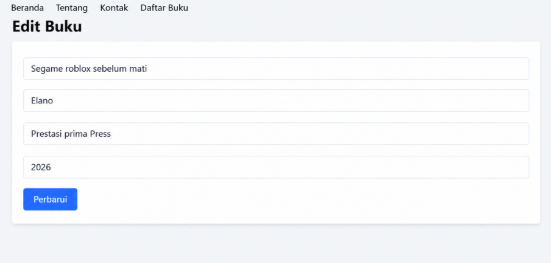 Beranda Tentang Kontak Daftar Buku
Edit Buku
Segame roblox sebelum mati
Elano
Prestasi prima Press
2026
Perbarui